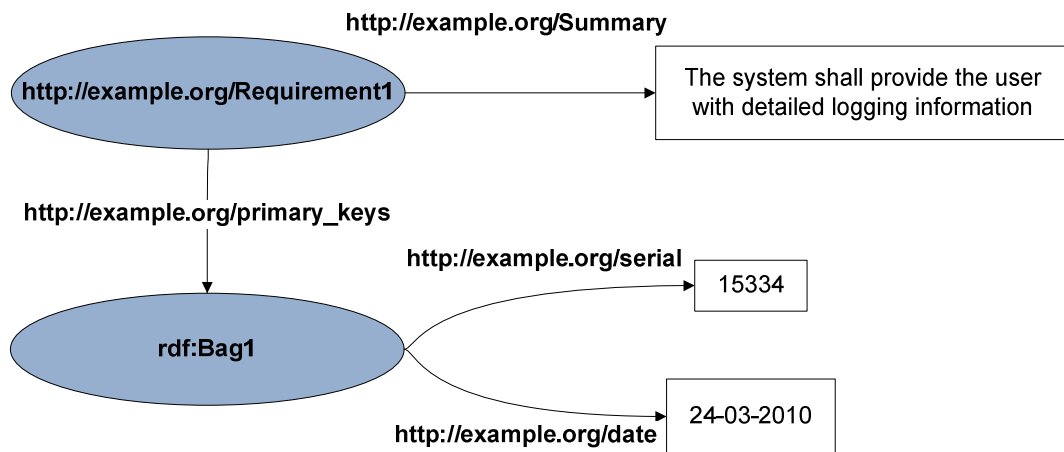 http://example.org/Summary
http://example.org/Requirement1
The system shall provide the user
with detailed logging information
http://example.org/primary_keys
http://example.org/serial
15334
rdf:Bag1
24-03-2010
http://example.org/date